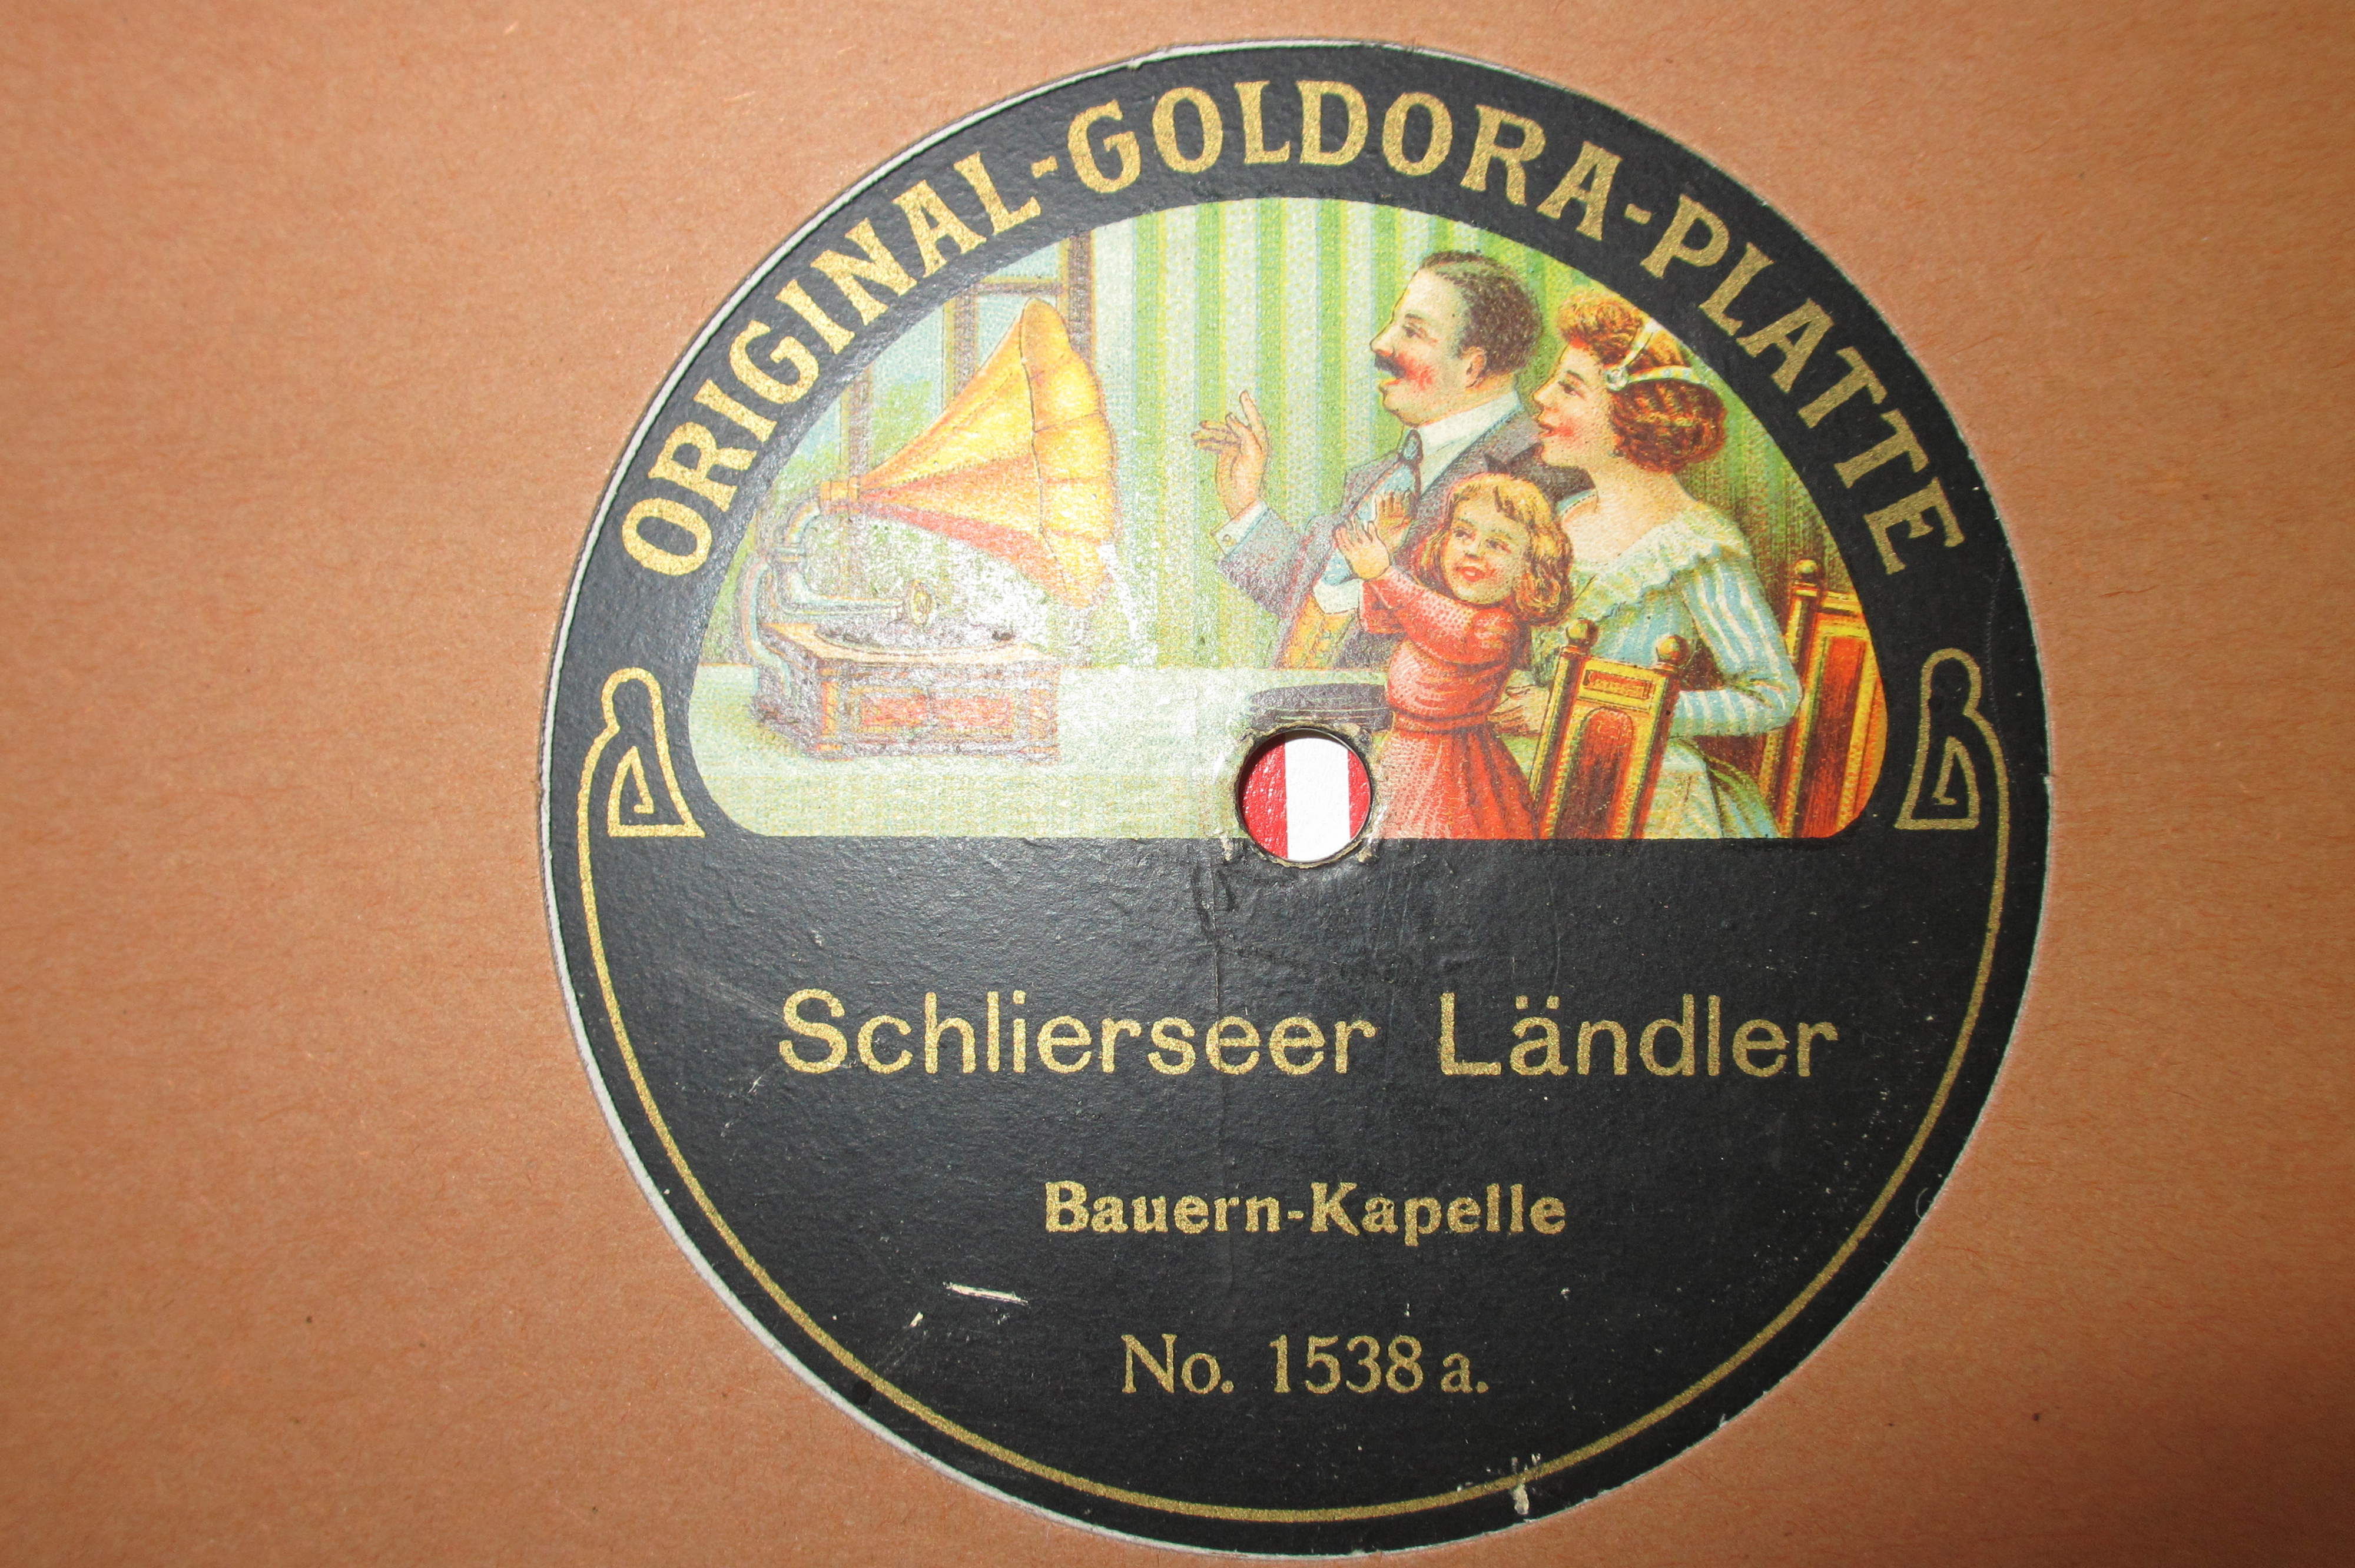 ORIGINAL-GOLDORA-PLATTE
Schlierseer Ländler
Bauern-Kapelle
No. 1538 a.